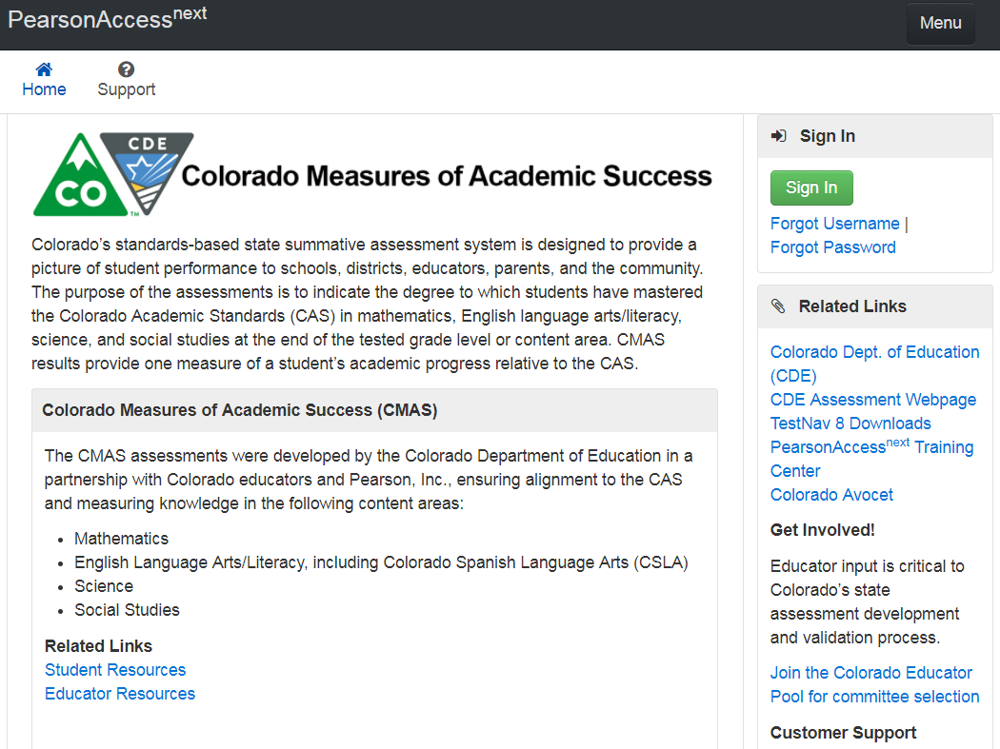 PearsonAccessnext
Menu
Home
Support
CO
CDE
TM
Colorado Measures of Academic Success
Colorado’s standards-based state summative assessment system is designed to provide a
picture of student performance to schools, districts, educators, parents, and the community.
The purpose of the assessments is to indicate the degree to which students have mastered
the Colorado Academic Standards (CAS) in mathematics, English language arts/literacy,
science, and social studies at the end of the tested grade level or content area. CMAS
results provide one measure of a student’s academic progress relative to the CAS.
Colorado Measures of Academic Success (CMAS)
The CMAS assessments were developed by the Colorado Department of Education in a
partnership with Colorado educators and Pearson, Inc., ensuring alignment to the CAS
and measuring knowledge in the following content areas:
• Mathematics
• English Language Arts/Literacy, including Colorado Spanish Language Arts (CSLA)
• Science
• Social Studies
Related Links
Student Resources
Educator Resources
Sign In
Sign In
Forgot Username |
Forgot Password
Related Links
Colorado Dept. of Education
(CDE)
CDE Assessment Webpage
TestNav 8 Downloads
PearsonAccessnext Training
Center
Colorado Avocet
Get Involved!
Educator input is critical to
Colorado’s state
assessment development
and validation process.
Join the Colorado Educator
Pool for committee selection
Customer Support